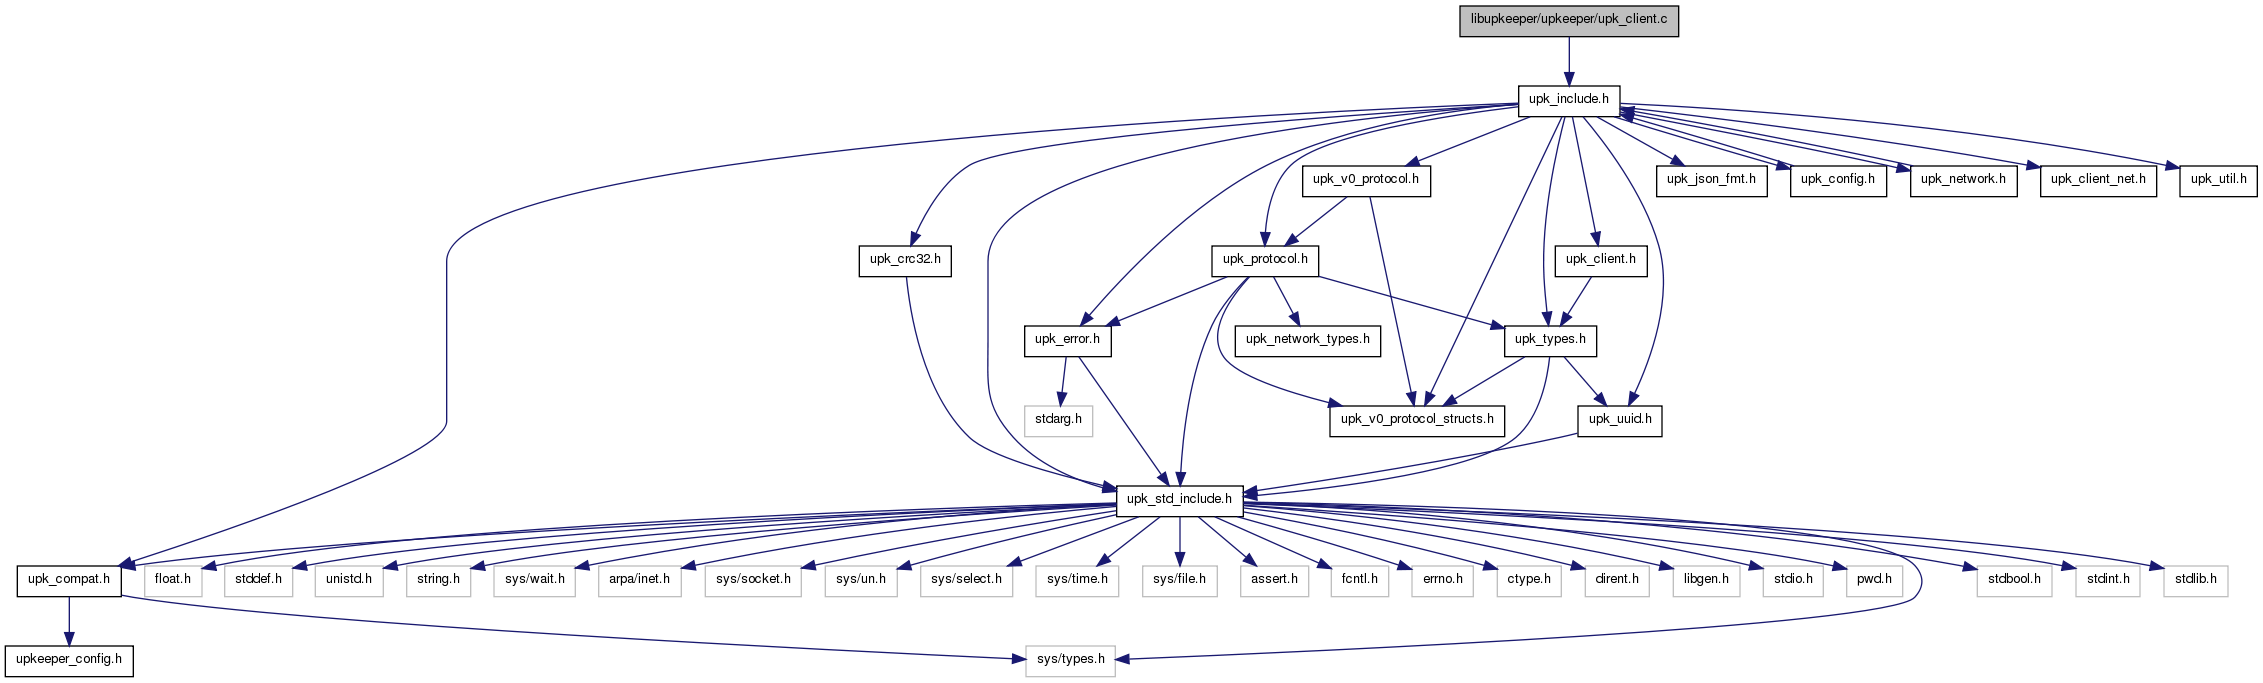 libupkeeper/upkeeper/upk_client.c
upk_include.h
upk_v0_protocol.h
upk_json_fmt.h
upk_config.h
upk_network.h
upk_client_net.h
upk_util.h
upk_crc32.h
upk_protocol.h
upk_client.h
upk_error.h
upk_network_types.h
upk_types.h
stdarg.h
upk_v0_protocol_structs.h
upk_uuid.h
upk_std_include.h
upk_compat.h
float.h
stddef.h
unistd.h
string.h
sys/wait.h
arpa/inet.h
sys/socket.h
sys/un.h
sys/select.h
sys/time.h
sys/file.h
assert.h
fcntl.h
errno.h
ctype.h
dirent.h
libgen.h
stdio.h
pwd.h
stdbool.h
stdint.h
stdlib.h
upkeeper_config.h
sys/types.h